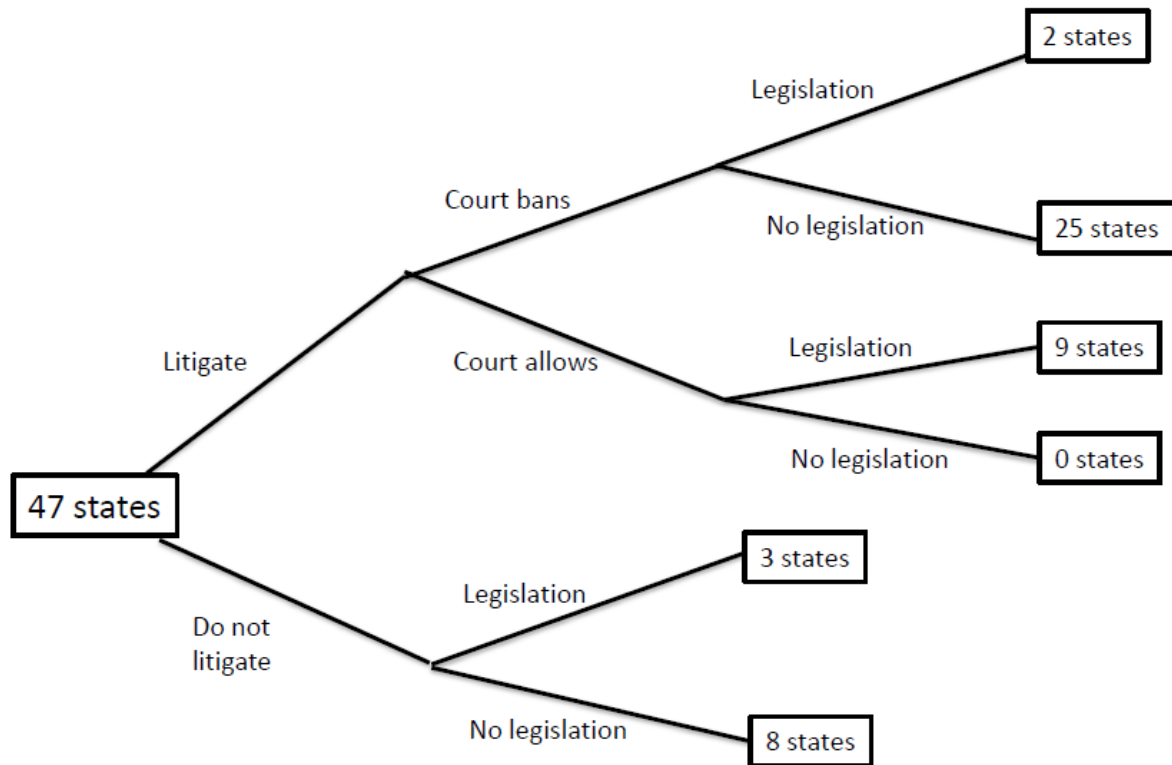 2 states
Legislation
Court bans
No legislation
25 states
Litigate
Court allows
Legislation
9 states
No legislation
0 states
47 states
3 states
Legislation
Do not
litigate
No legislation
8 states